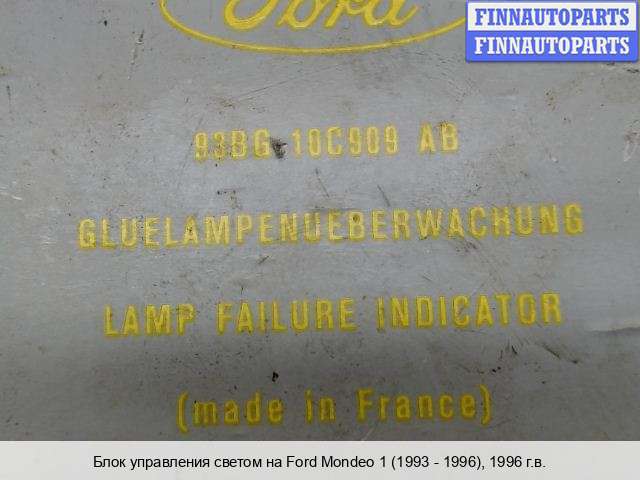 Ford
FINNAUTOPARTS
FINNAUTOPARTS
93BG 10C909 AB
GLUELAMPENUEBERWACHUNG
LAMP FAILURE INDICATOR
(made in France)
Блок управления светом на Ford Mondeo 1 (1993 - 1996), 1996 г.в.